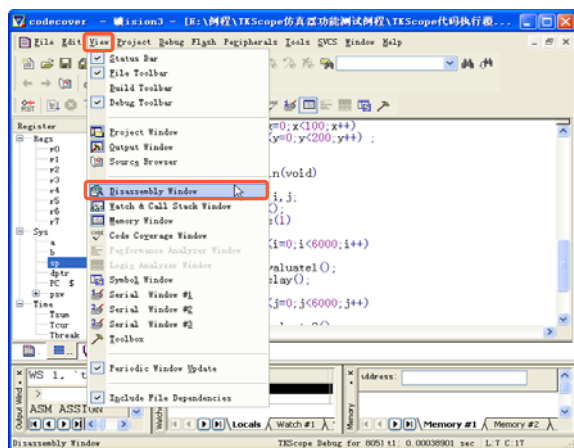 codecover - μVision3 - [E:\例程\TKScope仿真器功能测试例程\TKScope代码执行覆...
File Edit View Project Debug Flash Peripherals Tools SVCS Window Help
Status Bar
File Toolbar
Build Toolbar
Debug Toolbar
Project Window
Output Window
Source Browser
Disassembly Window
Watch & Call Stack Window
Memory Window
Code Coverage Window
Performance Analyzer Window
Logic Analyzer Window
Symbol Window
Serial Window #1
Serial Window #2
Serial Window #3
Toolbox
Periodic Window Update
Include File Dependencies
Register
Regs
r0
r1
r2
r3
r4
r5
r6
r7
Sys
a
b
sp
dptr
PC $
psw
Time
Tsum
Tcur
Tbreak
=0;x<100;x++)
(y=0;y<200;y++) ;
n(void)
i,j;
();
(1)
(i=0;i<6000;i++)
valuate1();
lay();
(j=0;j<6000;j++)
WS 1, `t
>
ASM ASSIGN
Output Wind
Locals
Watch #1
Address:
Memory
Memory #1
Memory #2
Disassembly Window
TKScope Debug for 8051
t1: 0.00038901 sec
L:7 C:17